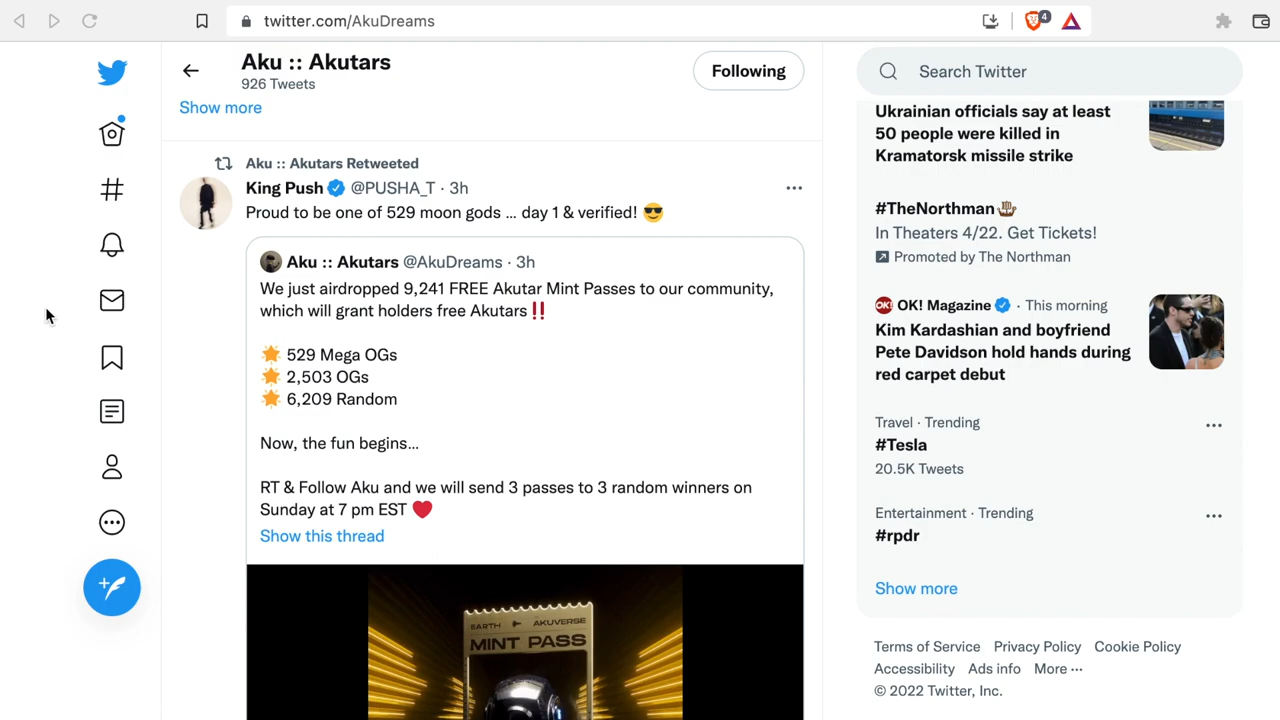 twitter.com/AkuDreams
4
Aku :: Akutars
926 Tweets
Following
Show more
Aku :: Akutars Retweeted
King Push @PUSHA_T · 3h
Proud to be one of 529 moon gods ... day 1 & verified! 😎
Aku :: Akutars @AkuDreams · 3h
We just airdropped 9,241 FREE Akutar Mint Passes to our community,
which will grant holders free Akutars ‼️
🌟 529 Mega OGs
🌟 2,503 OGs
🌟 6,209 Random
Now, the fun begins...
RT & Follow Aku and we will send 3 passes to 3 random winners on
Sunday at 7 pm EST ❤️
Show this thread
EARTH AKUVERSE
MINT PASS
Search Twitter
Ukrainian officials say at least
50 people were killed in
Kramatorsk missile strike
#TheNorthman
In Theaters 4/22. Get Tickets!
Promoted by The Northman
OK! OK! Magazine · This morning
Kim Kardashian and boyfriend
Pete Davidson hold hands during
red carpet debut
Travel · Trending
#Tesla
20.5K Tweets
Entertainment · Trending
#rpdr
Show more
Terms of Service Privacy Policy Cookie Policy
Accessibility Ads info More ···
© 2022 Twitter, Inc.